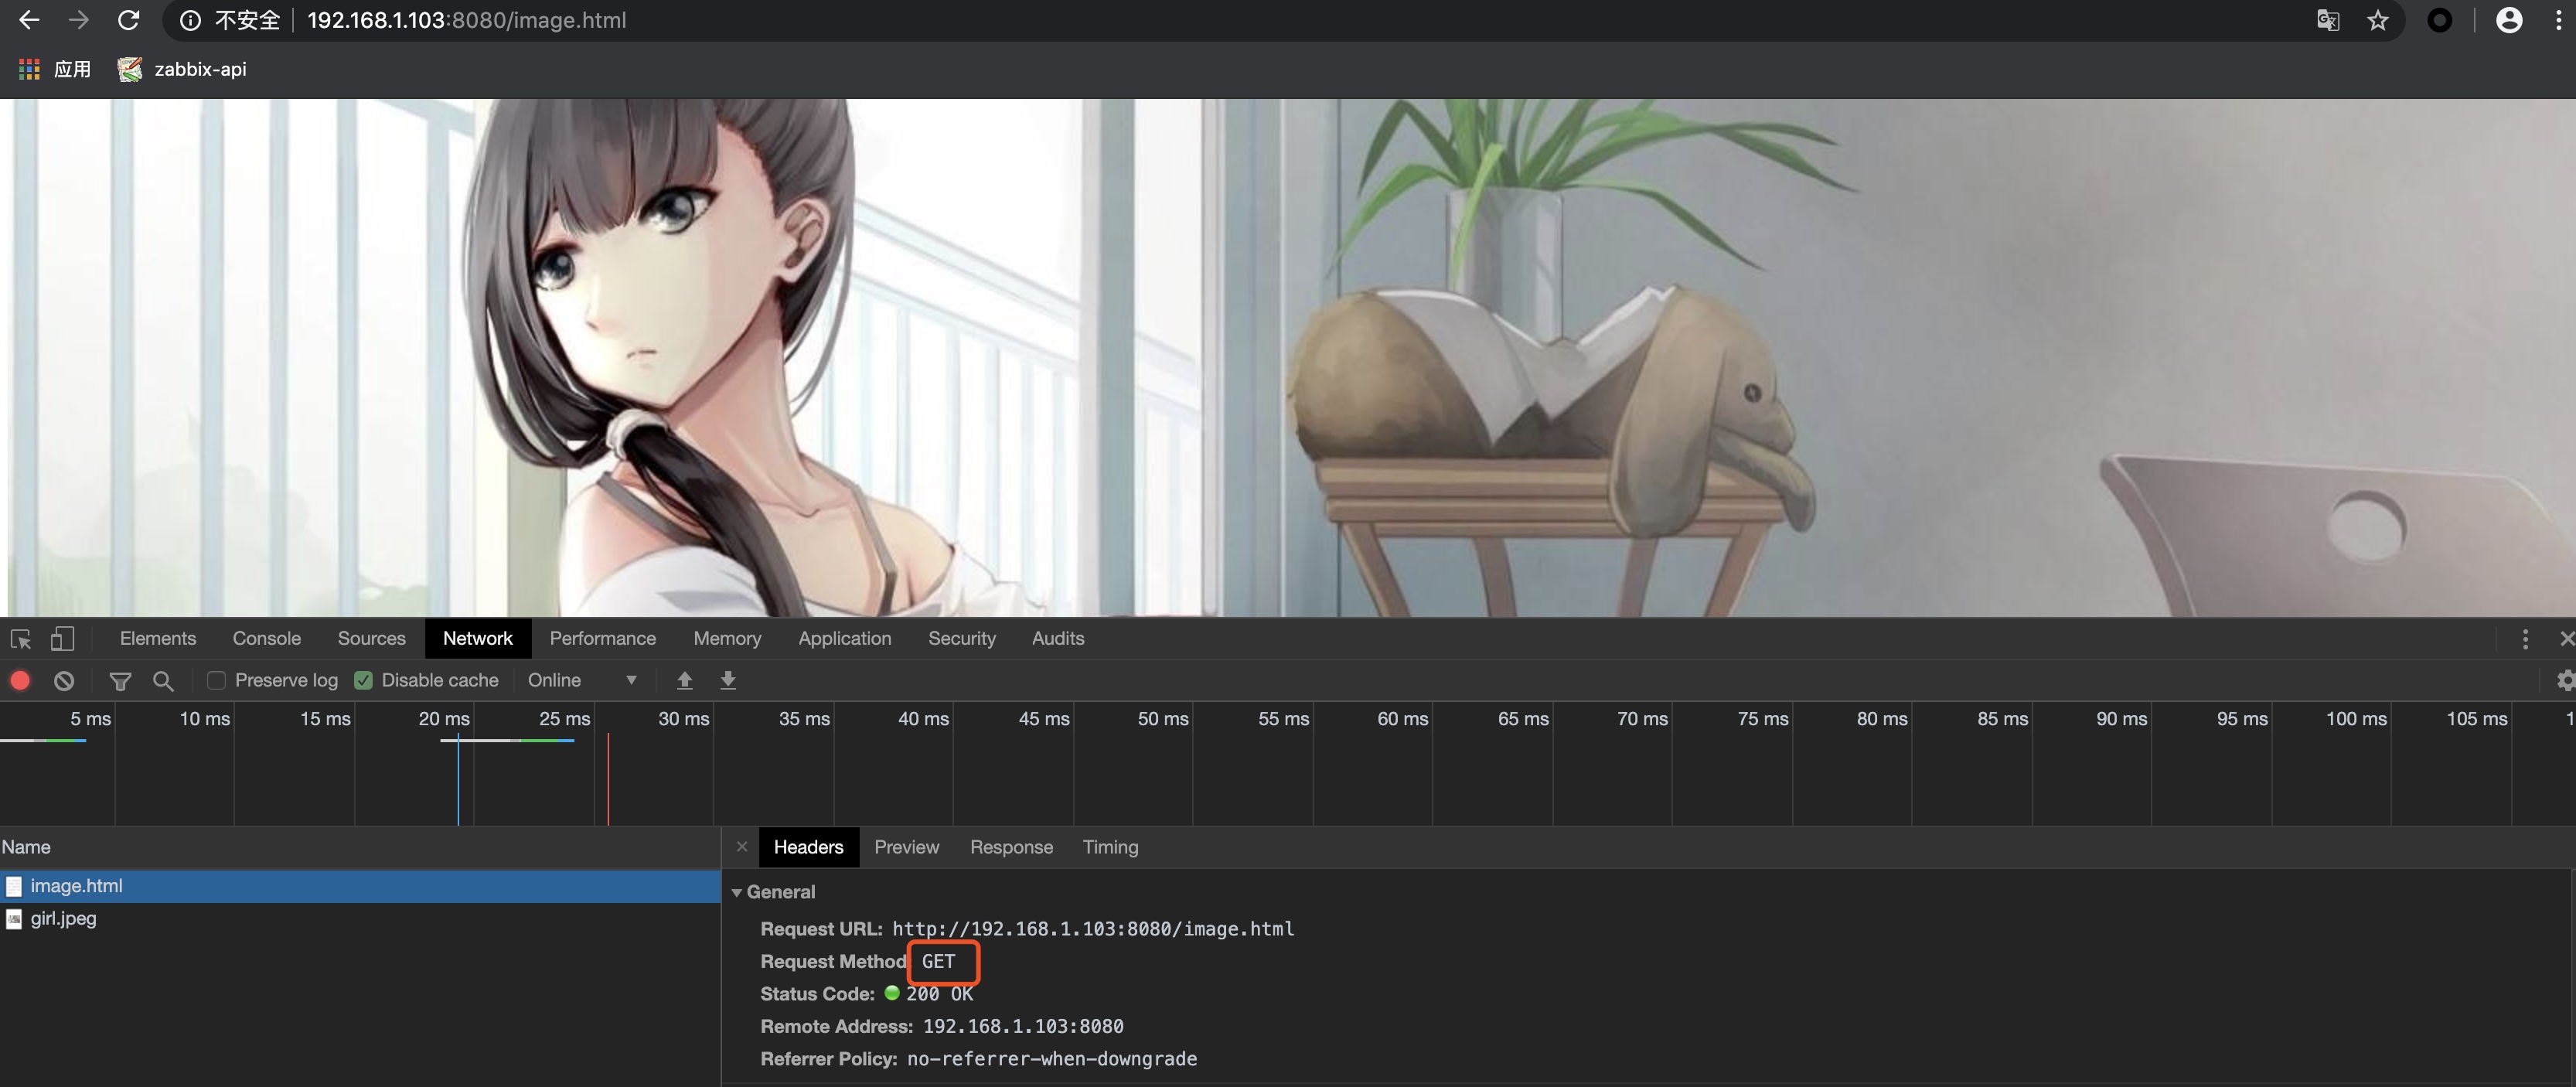 不安全 192.168.1.103:8080/image.html
应用 zabbix-api
Elements Console Sources Network Performance Memory Application Security Audits
Preserve log Disable cache Online
5 ms 10 ms 15 ms 20 ms 25 ms 30 ms 35 ms 40 ms 45 ms 50 ms 55 ms 60 ms 65 ms 70 ms 75 ms 80 ms 85 ms 90 ms 95 ms 100 ms 105 ms 1
Name
Headers Preview Response Timing
image.html
General
girl.jpeg
Request URL: http://192.168.1.103:8080/image.html
Request Method GET
Status Code: 200 OK
Remote Address: 192.168.1.103:8080
Referrer Policy: no-referrer-when-downgrade